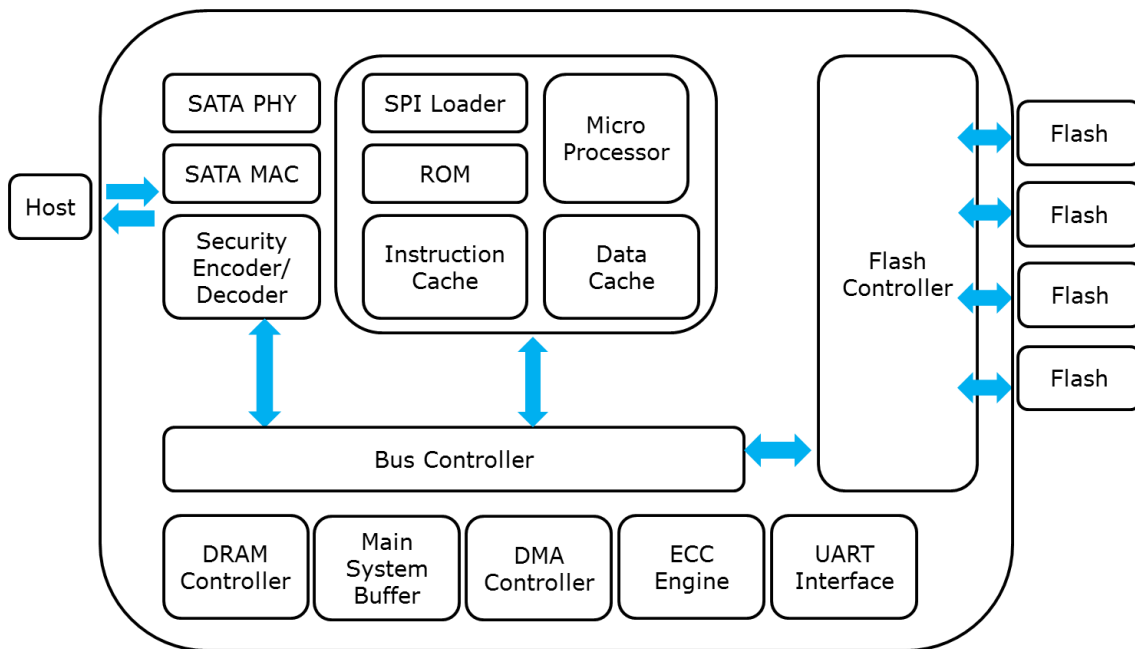 Host
SATA PHY
SATA MAC
Security
Encoder/
Decoder
SPI Loader
ROM
Instruction
Cache
Micro
Processor
Data
Cache
Flash
Controller
Flash
Flash
Flash
Flash
Bus Controller
DRAM
Controller
Main
System
Buffer
DMA
Controller
ECC
Engine
UART
Interface